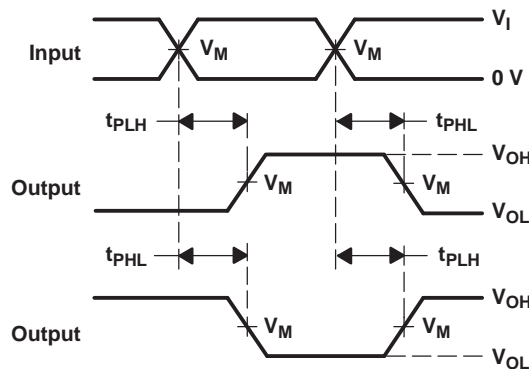 V_I
Input V_M V_M
0 V
t_PLH t_PHL
V_OH
Output V_M V_M
V_OL
t_PHL t_PLH
V_OH
Output V_M V_M
V_OL